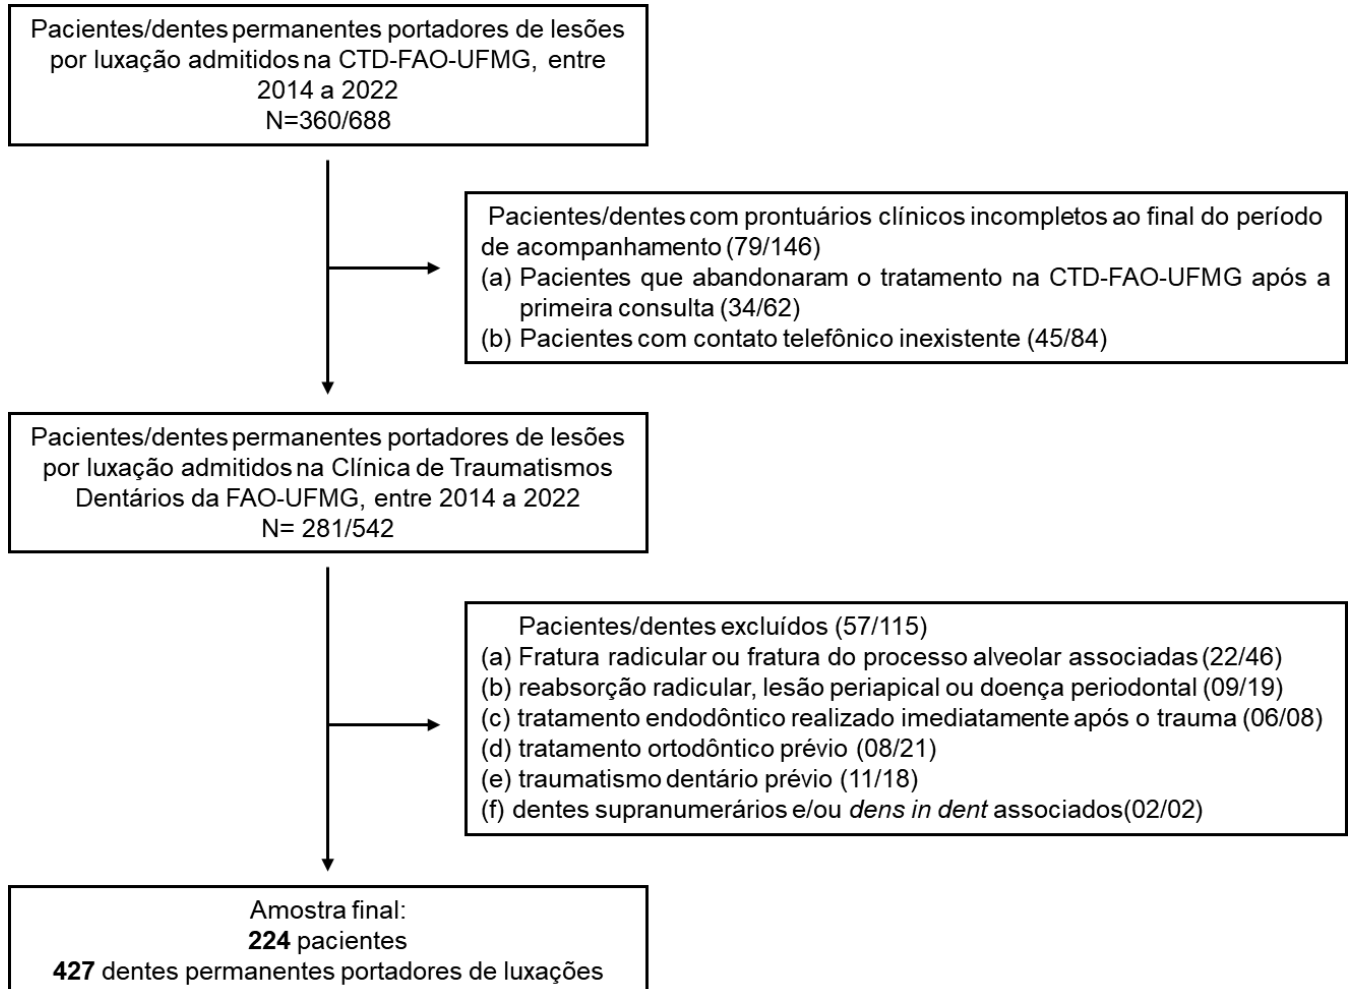 Pacientes/dentes permanentes portadores de lesões
por luxação admitidos na CTD-FAO-UFMG, entre
2014 a 2022
N=360/688
Pacientes/dentes com prontuários clínicos incompletos ao final do período
de acompanhamento (79/146)
(a) Pacientes que abandonaram o tratamento na CTD-FAO-UFMG após a
primeira consulta (34/62)
(b) Pacientes com contato telefônico inexistente (45/84)
Pacientes/dentes permanentes portadores de lesões
por luxação admitidos na Clínica de Traumatismos
Dentários da FAO-UFMG, entre 2014 a 2022
N= 281/542
Pacientes/dentes excluídos (57/115)
(a) Fratura radicular ou fratura do processo alveolar associadas (22/46)
(b) reabsorção radicular, lesão periapical ou doença periodontal (09/19)
(c) tratamento endodôntico realizado imediatamente após o trauma (06/08)
(d) tratamento ortodôntico prévio (08/21)
(e) traumatismo dentário prévio (11/18)
(f) dentes supranumerários e/ou dens in dent associados(02/02)
Amostra final:
224 pacientes
427 dentes permanentes portadores de luxações